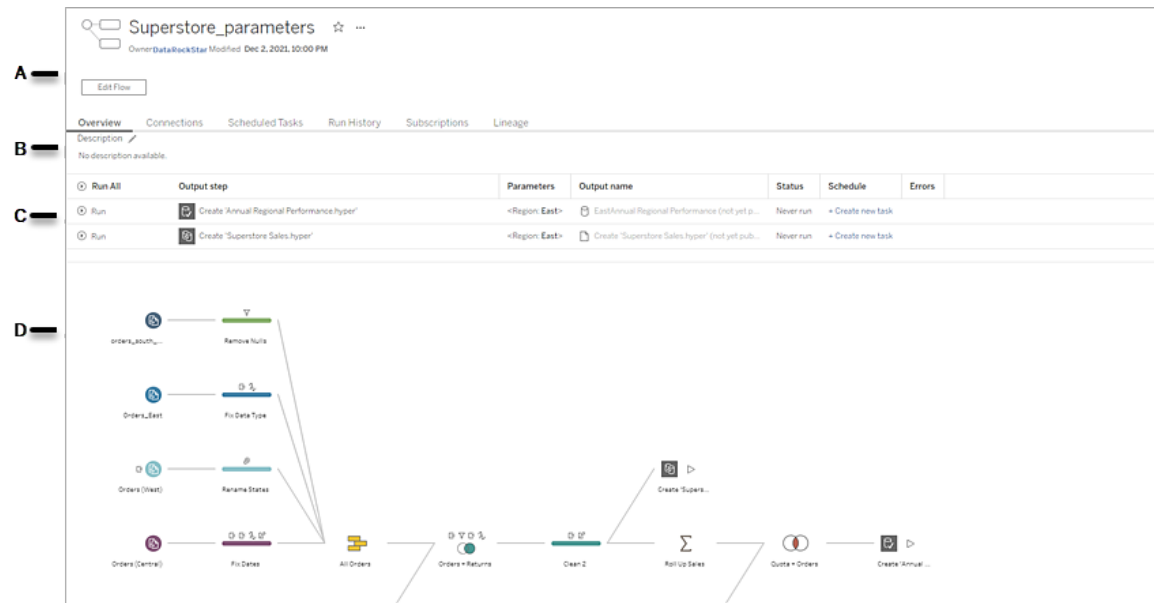 Superstore_parameters
Owner DataRockStar Modified Dec 2, 2021, 10:00 PM
A
Edit Flow
Overview Connections Scheduled Tasks Run History Subscriptions Lineage
Description
B
No description available.
Run All Output step Parameters Output name Status Schedule Errors
C
Run Create 'Annual Regional Performance.hyper' <Region: East> EastAnnual Regional Performance (not yet p... Never run + Create new task
Run Create 'Superstore Sales.hyper' <Region: East> Create 'Superstore Sales.hyper' (not yet pub... Never run + Create new task
D
orders_south_... Remove Nulls
Orders_East Fix Data Type
Orders (West) Rename States Create 'Supers...
Orders (Central) Fix Dates All Orders Orders + Returns Clean 2 Roll Up Sales Quota + Orders Create 'Annual ...